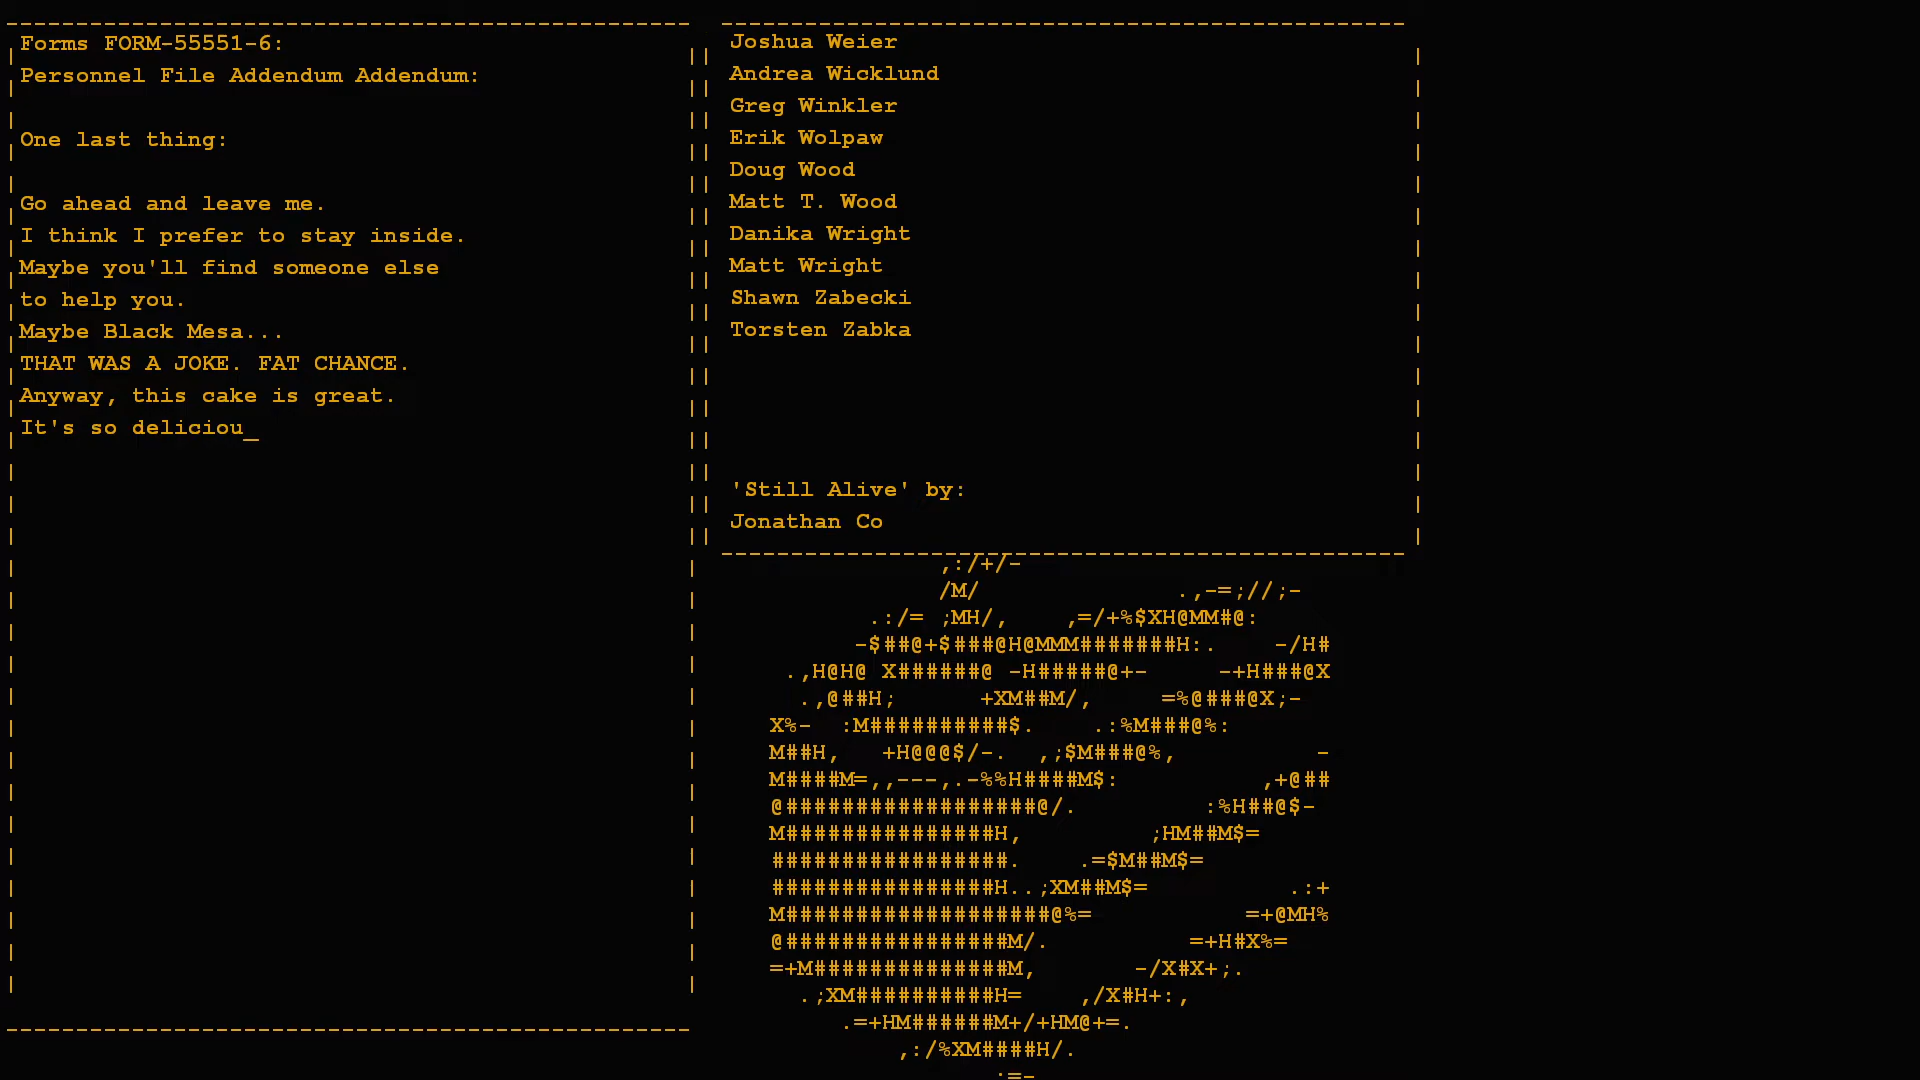 Forms FORM-55551-6:
Personnel File Addendum Addendum:
One last thing:
Go ahead and leave me.
I think I prefer to stay inside.
Maybe you'll find someone else
to help you.
Maybe Black Mesa...
THAT WAS A JOKE. FAT CHANCE.
Anyway, this cake is great.
It's so deliciou_
Joshua Weier
Andrea Wicklund
Greg Winkler
Erik Wolpaw
Doug Wood
Matt T. Wood
Danika Wright
Matt Wright
Shawn Zabecki
Torsten Zabka
'Still Alive' by:
Jonathan Co